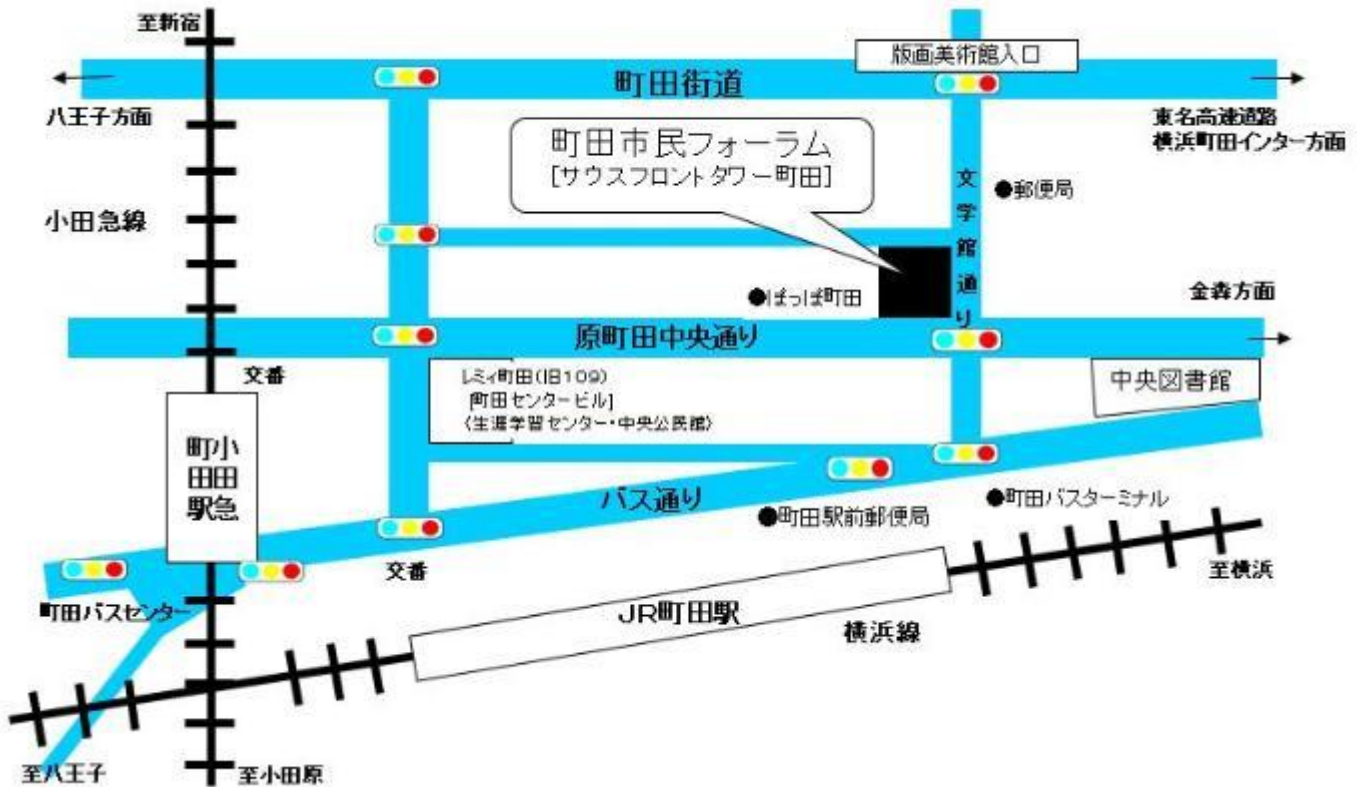 至新宿
版画美術館入口
町田街道
八王子方面
東名高速道路
横浜町田インター方面
町田市民フォーラム
[サウスフロントタワー町田]
文学館通り
●郵便局
小田急線
●ぽっぽ町田
金森方面
原町田中央通り
交番
レミィ町田(旧109)
[町田センタービル]
〈生涯学習センター・中央公民館〉
中央図書館
小田急
町田駅
バス通り
●町田バスターミナル
●町田駅前郵便局
交番
至横浜
町田バスセンター
JR町田駅
横浜線
至八王子
至小田原